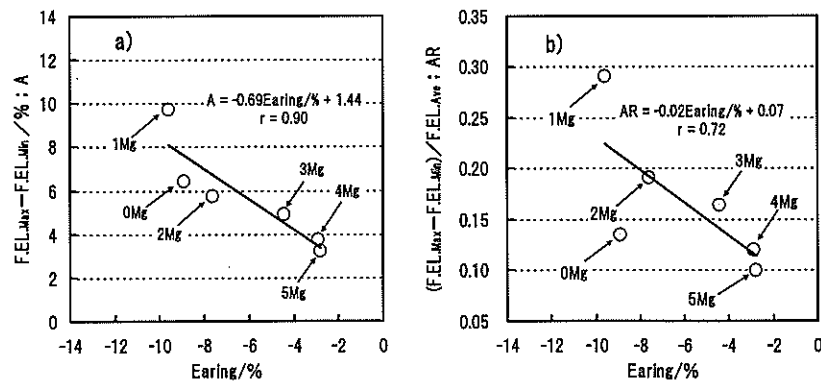 a)
F.EL.Max−F.EL.Min/% ; A
14
12
10
8
6
4
2
0
A = -0.69Earing/% + 1.44
r = 0.90
1Mg
0Mg
2Mg
3Mg
4Mg
5Mg
-14 -12 -10 -8 -6 -4 -2 0
Earing/%
b)
(F.EL.Max−F.EL.Min)/F.EL.Ave ; AR
0.35
0.30
0.25
0.20
0.15
0.10
0.05
1Mg
AR = -0.02Earing/% + 0.07
r = 0.72
3Mg
2Mg
4Mg
0Mg
5Mg
-14 -12 -10 -8 -6 -4 -2 0
Earing/%